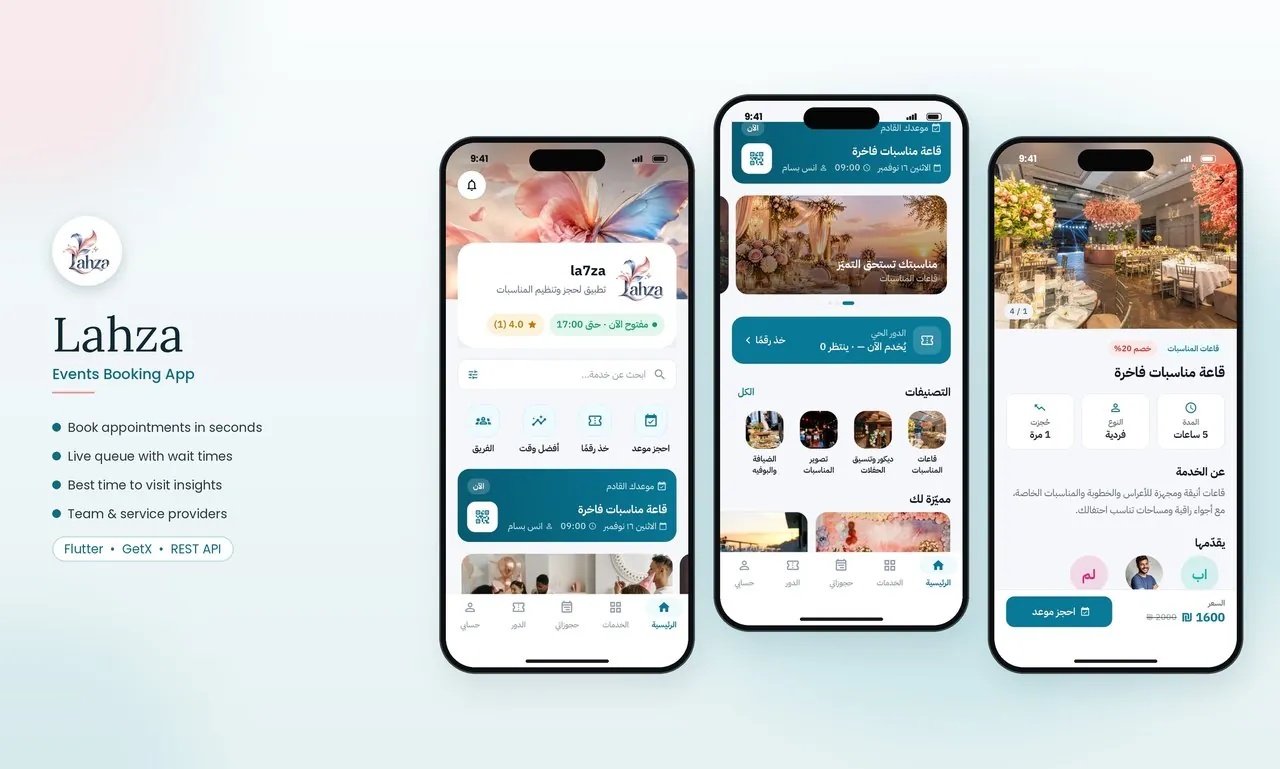 Lahza
Lahza
Events Booking App
Book appointments in seconds
Live queue with wait times
Best time to visit insights
Team & service providers
Flutter • GetX • REST API
9:41
la7za
تطبيق لحجز وتنظيم المناسبات
Lahza
مفتوح الآن · حتى 17:00
4.0 (1)
ابحث عن خدمة...
احجز موعد
خذ رقمًا
أفضل وقت
الفريق
موعدك القادم
الآن
قاعة مناسبات فاخرة
الاثنين ١٦ نوفمبر 09:00 انس بسام
الرئيسية
الخدمات
حجوزاتي
الدور
حسابي
9:41
موعدك القادم
الآن
قاعة مناسبات فاخرة
الاثنين ١٦ نوفمبر 09:00 انس بسام
مناسبتك تستحق التميّز
قاعات المناسبات
الدور الحي
يُخدم الآن — · ينتظر 0
خذ رقمًا
التصنيفات
الكل
قاعات المناسبات
ديكور وتنسيق الحفلات
تصوير المناسبات
الضيافة والبوفيه
مميّزة لك
الرئيسية
الخدمات
حجوزاتي
الدور
حسابي
9:41
4 / 1
قاعات المناسبات
خصم 20%
قاعة مناسبات فاخرة
المدة
5 ساعات
النوع
فردية
حُجزت
1 مرة
عن الخدمة
قاعات أنيقة ومجهزة للأعراس والخطوبة والمناسبات الخاصة،
مع أجواء راقية ومساحات تناسب احتفالك.
يقدّمها
اب
لم
السعر
₪ 1600
₪ 2000
احجز موعد